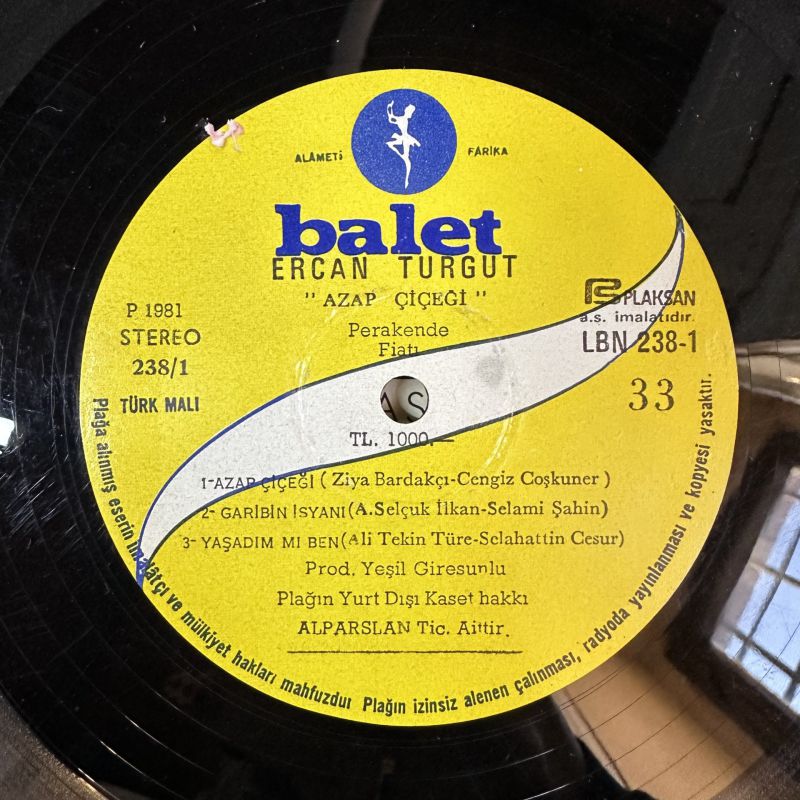 ALÂMETİ FARİKA
balet
ERCAN TURGUT
"AZAP ÇİÇEĞİ"
P 1981
STEREO
238/1
TÜRK MALI
Perakende
Fiatı
TL. 1000.—
PLAKSAN
a.s. imalatıdır.
LBN 238-1
33
AS
1-AZAP ÇİÇEĞİ (Ziya Bardakçı-Cengiz Coşkuner)
2- GARİBİN İSYANI (A.Selçuk İlkan-Selami Şahin)
3- YAŞADIM MI BEN (Ali Tekin Türe-Selahattin Cesur)
Prod. Yeşil Giresunlu
Plağın Yurt Dışı Kaset hakkı
ALPARSLAN Tic. Aittir.
Plağa alınmış eserin imalatçı ve mülkiyet hakları mahfuzdur Plağın izinsiz alenen çalınması, radyoda yayınlanması ve kopyesi yasaktır.